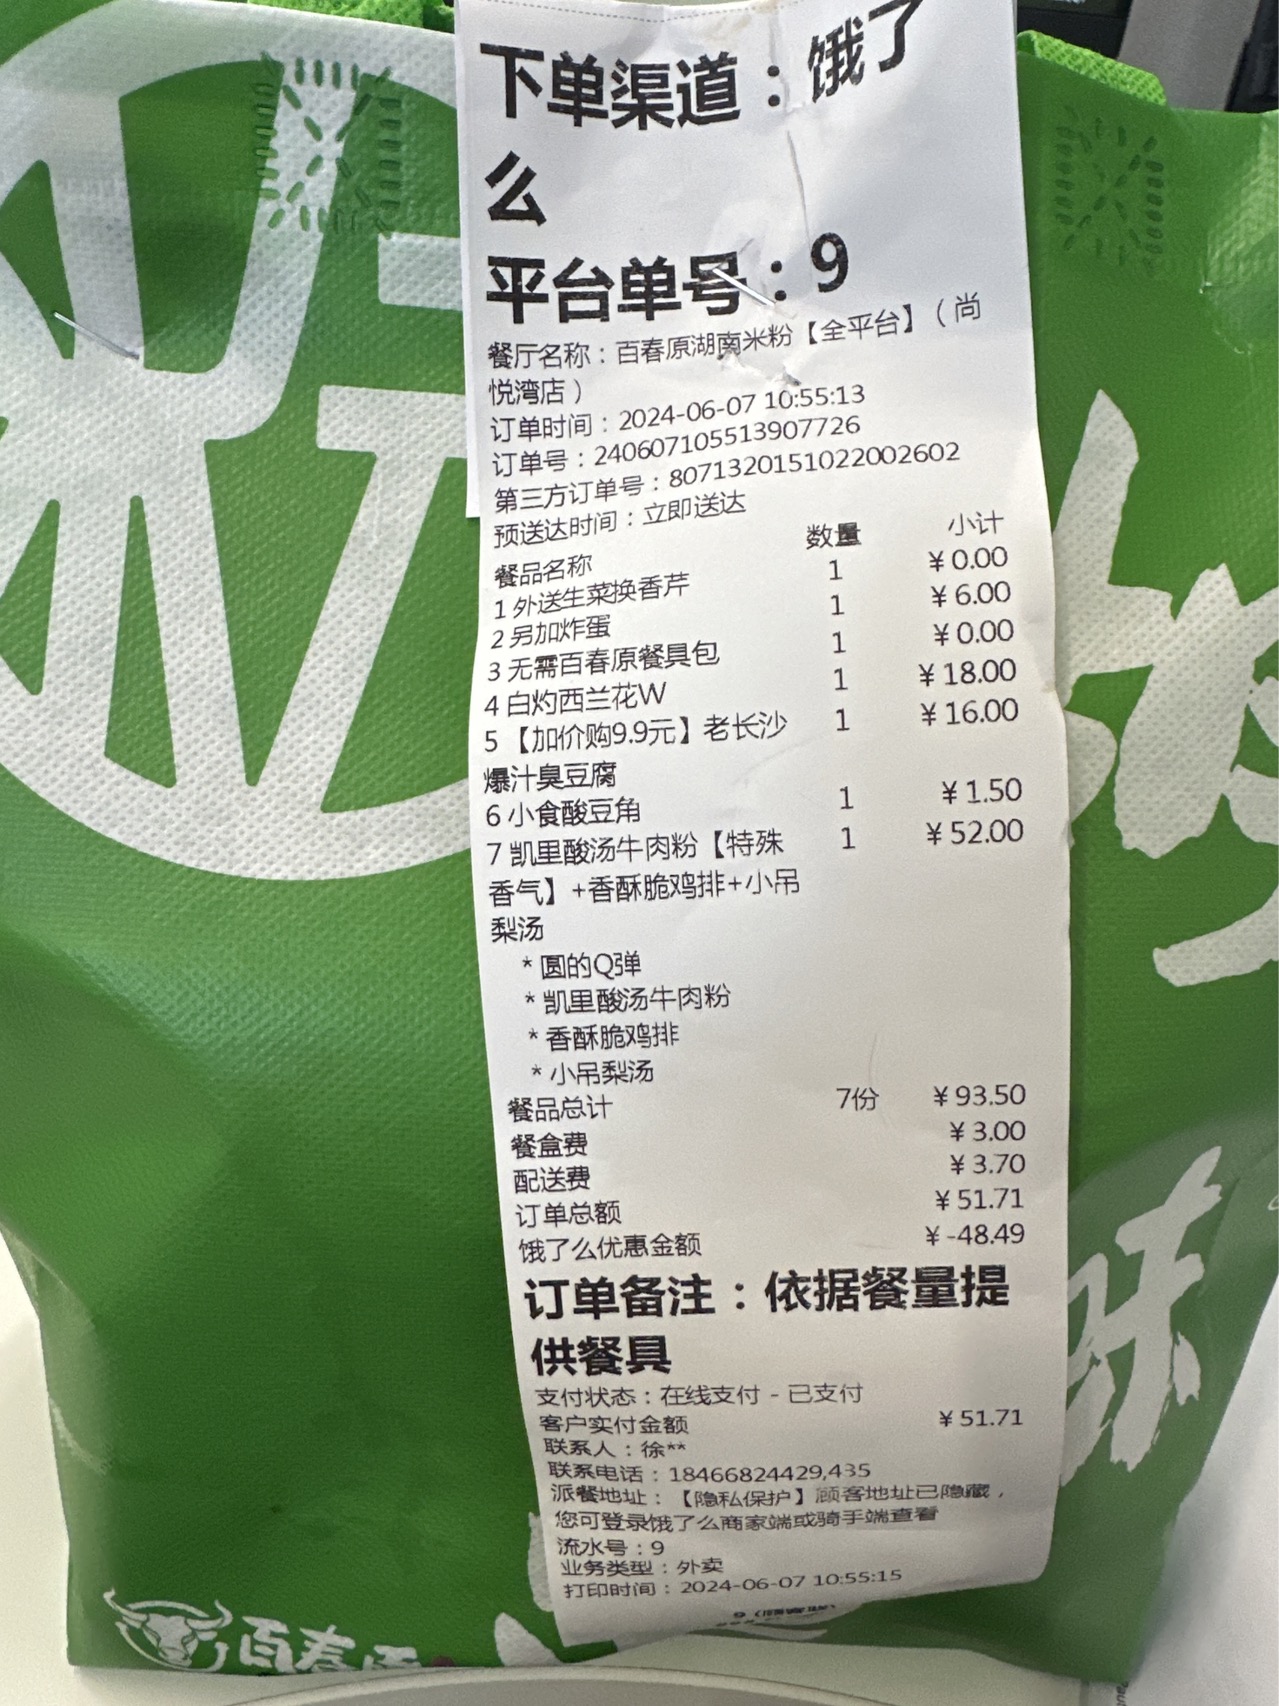 下单渠道：饿了
么
平台单号：9
餐厅名称：百春原湖南米粉【全平台】（尚
悦湾店）
订单时间：2024-06-07 10:55:13
订单号：240607105513907726
第三方订单号：8071320151022002602
预送达时间：立即送达
餐品名称 数量 小计
1 外送生菜换香芹 1 ￥0.00
2 另加炸蛋 1 ￥6.00
3 无需百春原餐具包 1 ￥0.00
4 白灼西兰花W 1 ￥18.00
5 【加价购9.9元】老长沙 1 ￥16.00
爆汁臭豆腐
6 小食酸豆角 1 ￥1.50
7 凯里酸汤牛肉粉【特殊 1 ￥52.00
香气】+香酥脆鸡排+小吊
梨汤
* 圆的Q弹
* 凯里酸汤牛肉粉
* 香酥脆鸡排
* 小吊梨汤
餐品总计 7份 ￥93.50
餐盒费 ￥3.00
配送费 ￥3.70
订单总额 ￥51.71
饿了么优惠金额 ￥-48.49
订单备注：依据餐量提
供餐具
支付状态：在线支付 - 已支付
客户实付金额 ￥51.71
联系人：徐**
联系电话：18466824429,435
派餐地址：【隐私保护】顾客地址已隐藏，
您可登录饿了么商家端或骑手端查看
流水号：9
业务类型：外卖
打印时间：2024-06-07 10:55:15
百春原
味